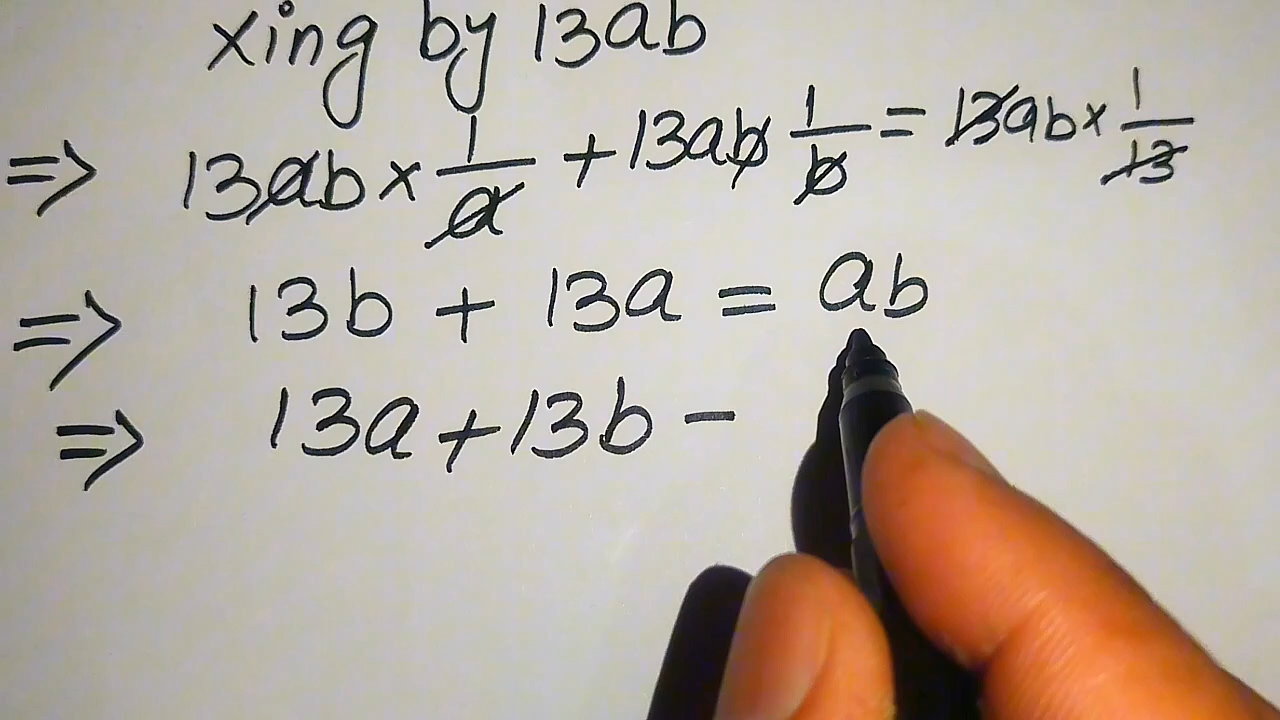 xing by 13ab
=> 13ab × 1/a + 13ab 1/b = 13ab × 1/13
=> 13b + 13a = ab
=> 13a + 13b -